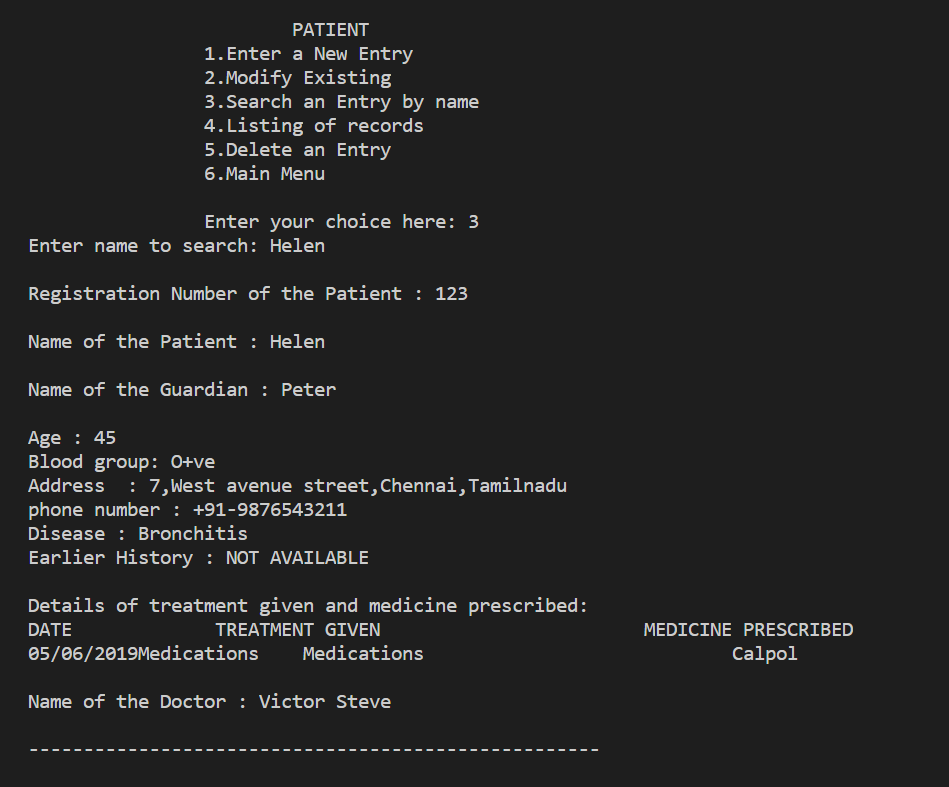 PATIENT
1.Enter a New Entry
2.Modify Existing
3.Search an Entry by name
4.Listing of records
5.Delete an Entry
6.Main Menu
Enter your choice here: 3
Enter name to search: Helen
Registration Number of the Patient : 123
Name of the Patient : Helen
Name of the Guardian : Peter
Age : 45
Blood group: O+ve
Address  : 7,West avenue street,Chennai,Tamilnadu
phone number : +91-9876543211
Disease : Bronchitis
Earlier History : NOT AVAILABLE
Details of treatment given and medicine prescribed:
DATE             TREATMENT GIVEN                        MEDICINE PRESCRIBED
05/06/2019Medications    Medications                            Calpol
Name of the Doctor : Victor Steve
----------------------------------------------------